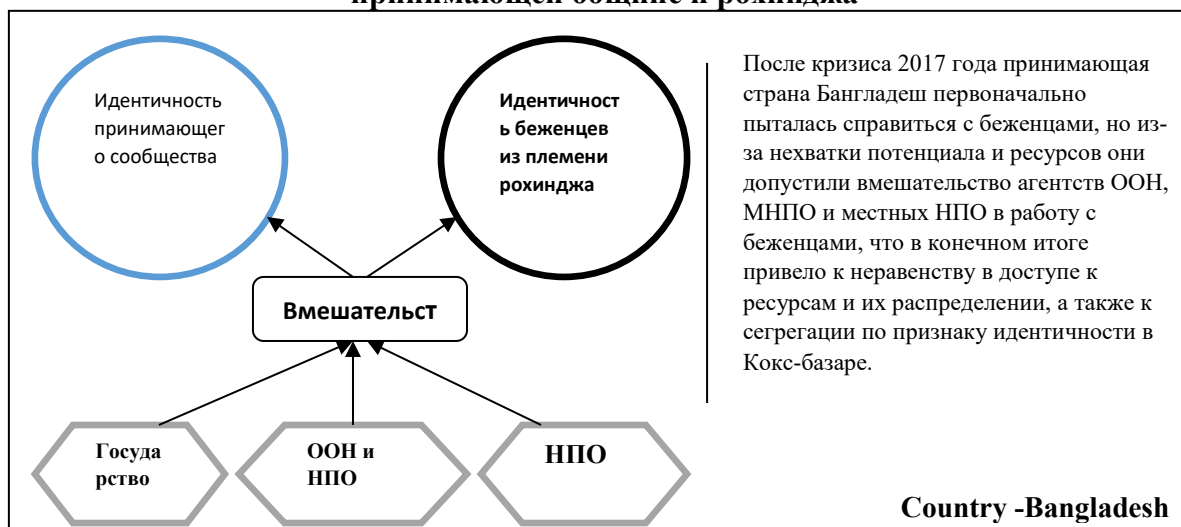 принимающей общине и рохинджа
Идентичность
принимающег
о сообщества
Идентичност
ь беженцев
из племени
рохинджа
Вмешательст
Госуда
рство
ООН и
НПО
НПО
После кризиса 2017 года принимающая
страна Бангладеш первоначально
пыталась справиться с беженцами, но из-
за нехватки потенциала и ресурсов они
допустили вмешательство агентств ООН,
МНПО и местных НПО в работу с
беженцами, что в конечном итоге
привело к неравенству в доступе к
ресурсам и их распределении, а также к
сегрегации по признаку идентичности в
Кокс-базаре.
Country -Bangladesh